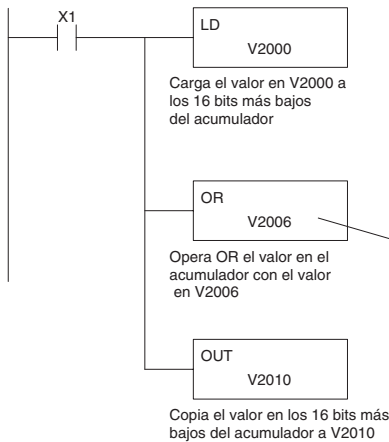 X1
LD
V2000
Carga el valor en V2000 a
los 16 bits más bajos
del acumulador
OR
V2006
Opera OR el valor en el
acumulador con el valor
en V2006
OUT
V2010
Copia el valor en los 16 bits más
bajos del acumulador a V2010